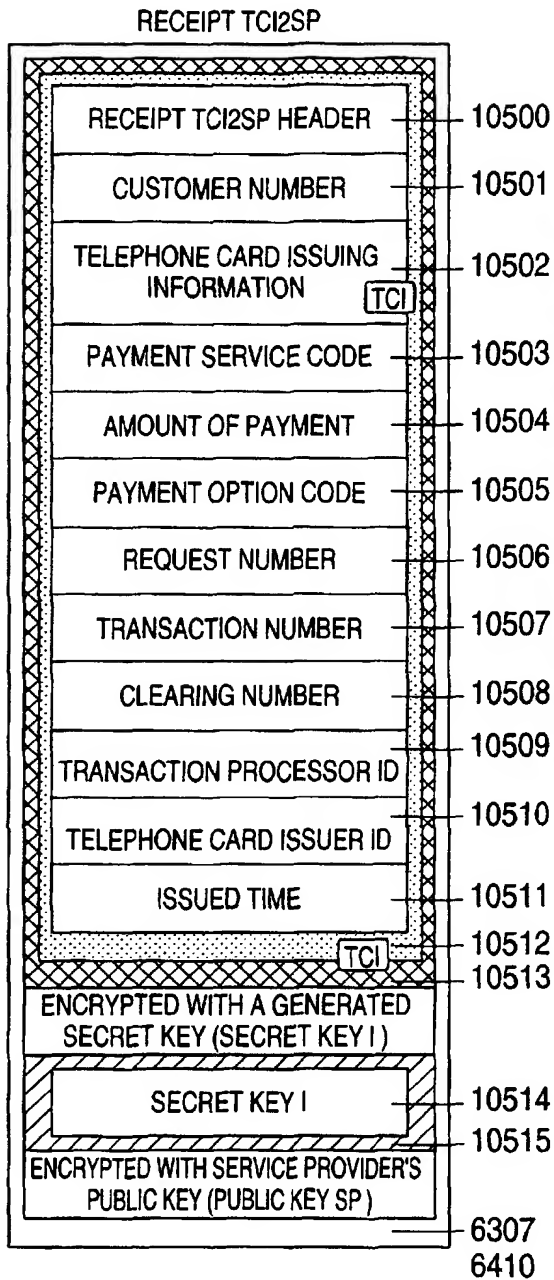 RECEIPT TCI2SP
RECEIPT TCI2SP HEADER 10500
CUSTOMER NUMBER 10501
TELEPHONE CARD ISSUING 10502
INFORMATION
TCI
PAYMENT SERVICE CODE 10503
AMOUNT OF PAYMENT 10504
PAYMENT OPTION CODE 10505
REQUEST NUMBER 10506
TRANSACTION NUMBER 10507
CLEARING NUMBER 10508
10509
TRANSACTION PROCESSOR ID
10510
TELEPHONE CARD ISSUER ID
ISSUED TIME 10511
TCI 10512
10513
ENCRYPTED WITH A GENERATED
SECRET KEY (SECRET KEY I)
SECRET KEY I 10514
10515
ENCRYPTED WITH SERVICE PROVIDER'S
PUBLIC KEY (PUBLIC KEY SP)
6307
6410